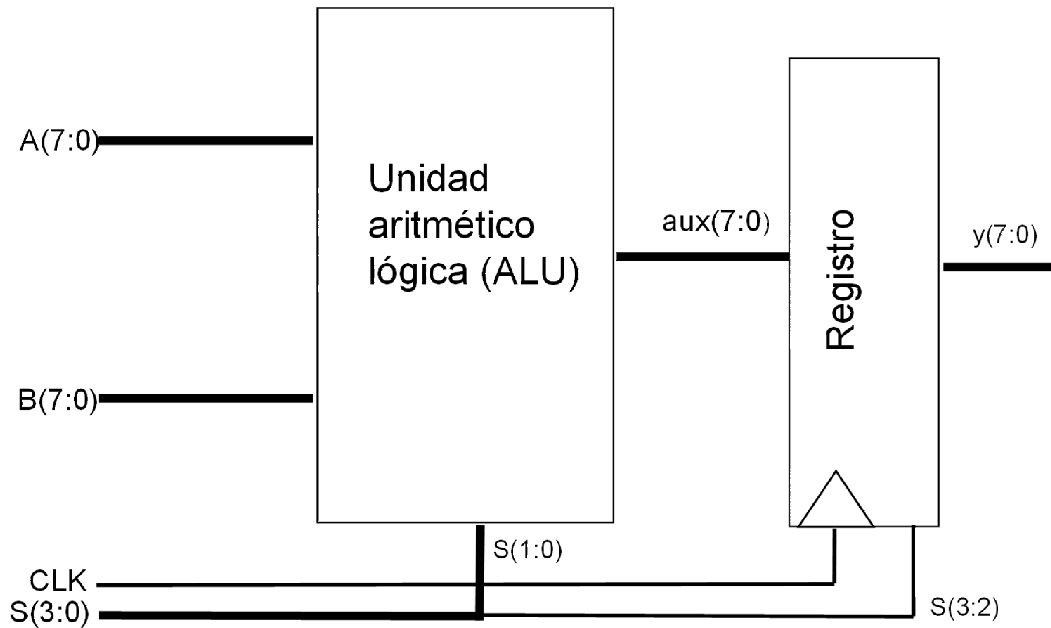 A(7:0)
Unidad
aritmético
lógica (ALU)
aux(7:0)
Registro
y(7:0)
B(7:0)
S(1:0)
CLK
S(3:0)
S(3:2)